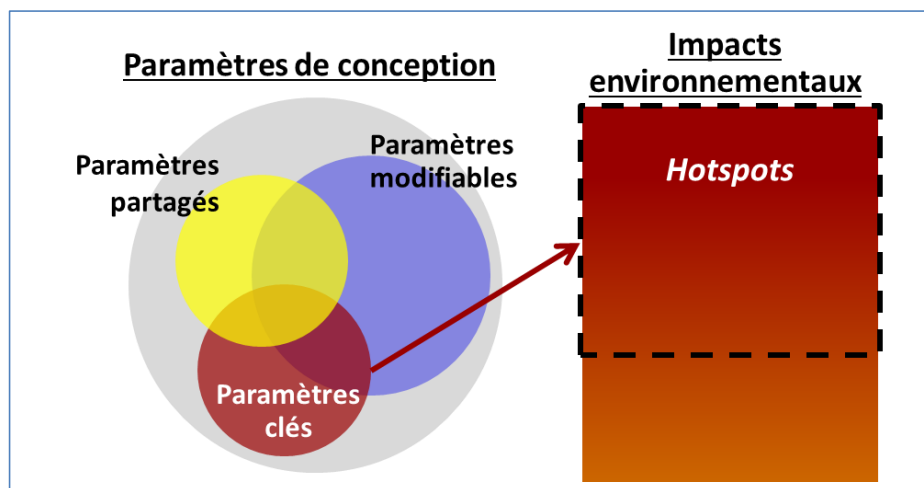 Paramètres de conception
Paramètres
partagés
Paramètres
modifiables
Paramètres
clés
Impacts
environnementaux
Hotspots